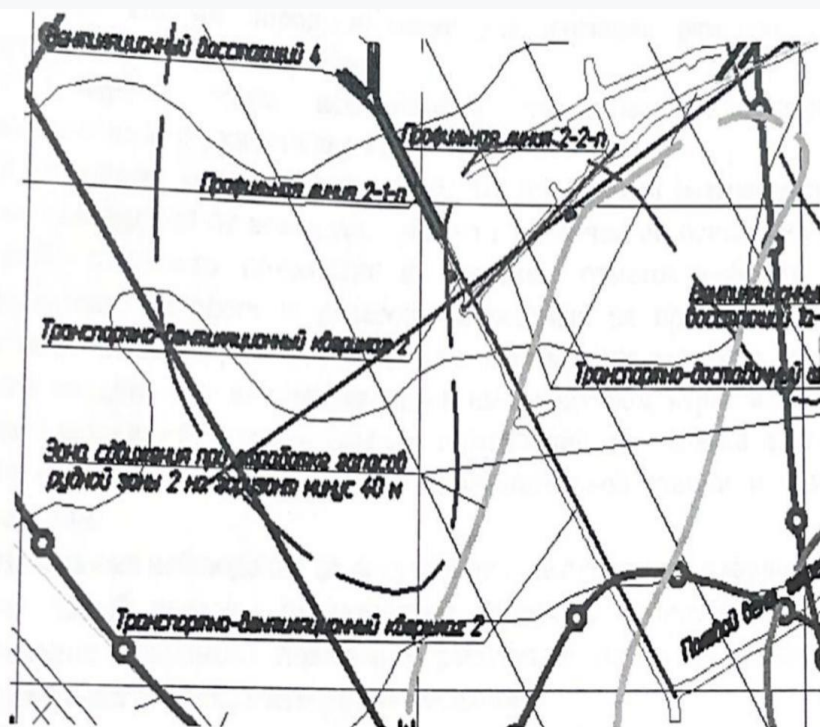 Вентиляционный восстающий 4
Профильная линия 2-2-п
Профильная линия 2-1-п
Вентиляционный
восстающий 1а
Транспортно-вентиляционный квершлаг 2
Транспортно-доставочный
Зона сдвижения при отработке запасов
рудной зоны 2 на горизонт минус 40 м
Транспортно-вентиляционный квершлаг 2